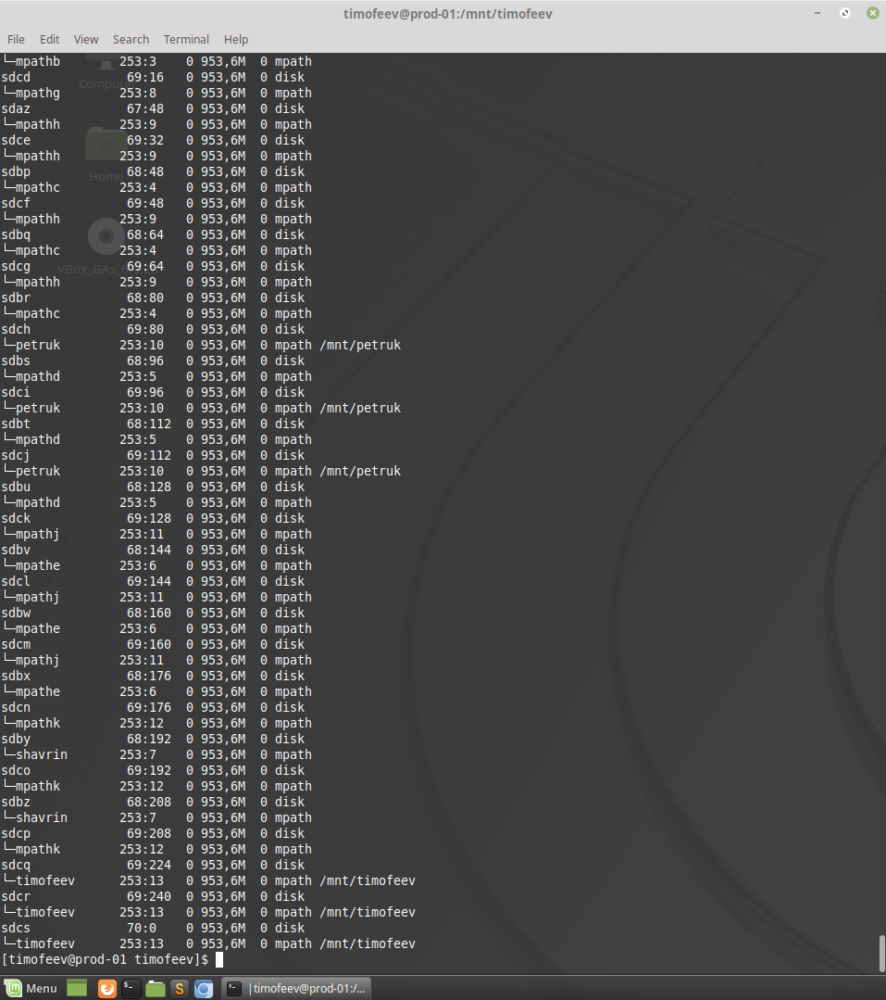 timofeev@prod-01:/mnt/timofeev
File Edit View Search Terminal Help
└─mpathb 253:3 0 953,6M 0 mpath
sdcd 69:16 0 953,6M 0 disk
└─mpathg 253:8 0 953,6M 0 mpath
sdaz 67:48 0 953,6M 0 disk
└─mpathh 253:9 0 953,6M 0 mpath
sdce 69:32 0 953,6M 0 disk
└─mpathh 253:9 0 953,6M 0 mpath
sdbp 68:48 0 953,6M 0 disk
└─mpathc 253:4 0 953,6M 0 mpath
sdcf 69:48 0 953,6M 0 disk
└─mpathh 253:9 0 953,6M 0 mpath
sdbq 68:64 0 953,6M 0 disk
└─mpathc 253:4 0 953,6M 0 mpath
sdcg 69:64 0 953,6M 0 disk
└─mpathh 253:9 0 953,6M 0 mpath
sdbr 68:80 0 953,6M 0 disk
└─mpathc 253:4 0 953,6M 0 mpath
sdch 69:80 0 953,6M 0 disk
└─petruk 253:10 0 953,6M 0 mpath /mnt/petruk
sdbs 68:96 0 953,6M 0 disk
└─mpathd 253:5 0 953,6M 0 mpath
sdci 69:96 0 953,6M 0 disk
└─petruk 253:10 0 953,6M 0 mpath /mnt/petruk
sdbt 68:112 0 953,6M 0 disk
└─mpathd 253:5 0 953,6M 0 mpath
sdcj 69:112 0 953,6M 0 disk
└─petruk 253:10 0 953,6M 0 mpath /mnt/petruk
sdbu 68:128 0 953,6M 0 disk
└─mpathd 253:5 0 953,6M 0 mpath
sdck 69:128 0 953,6M 0 disk
└─mpathj 253:11 0 953,6M 0 mpath
sdbv 68:144 0 953,6M 0 disk
└─mpathe 253:6 0 953,6M 0 mpath
sdcl 69:144 0 953,6M 0 disk
└─mpathj 253:11 0 953,6M 0 mpath
sdbw 68:160 0 953,6M 0 disk
└─mpathe 253:6 0 953,6M 0 mpath
sdcm 69:160 0 953,6M 0 disk
└─mpathj 253:11 0 953,6M 0 mpath
sdbx 68:176 0 953,6M 0 disk
└─mpathe 253:6 0 953,6M 0 mpath
sdcn 69:176 0 953,6M 0 disk
└─mpathk 253:12 0 953,6M 0 mpath
sdby 68:192 0 953,6M 0 disk
└─shavrin 253:7 0 953,6M 0 mpath
sdco 69:192 0 953,6M 0 disk
└─mpathk 253:12 0 953,6M 0 mpath
sdbz 68:208 0 953,6M 0 disk
└─shavrin 253:7 0 953,6M 0 mpath
sdcp 69:208 0 953,6M 0 disk
└─mpathk 253:12 0 953,6M 0 mpath
sdcq 69:224 0 953,6M 0 disk
└─timofeev 253:13 0 953,6M 0 mpath /mnt/timofeev
sdcr 69:240 0 953,6M 0 disk
└─timofeev 253:13 0 953,6M 0 mpath /mnt/timofeev
sdcs 70:0 0 953,6M 0 disk
└─timofeev 253:13 0 953,6M 0 mpath /mnt/timofeev
[timofeev@prod-01 timofeev]$
Computer
Home
Menu
timofeev@prod-01:/...